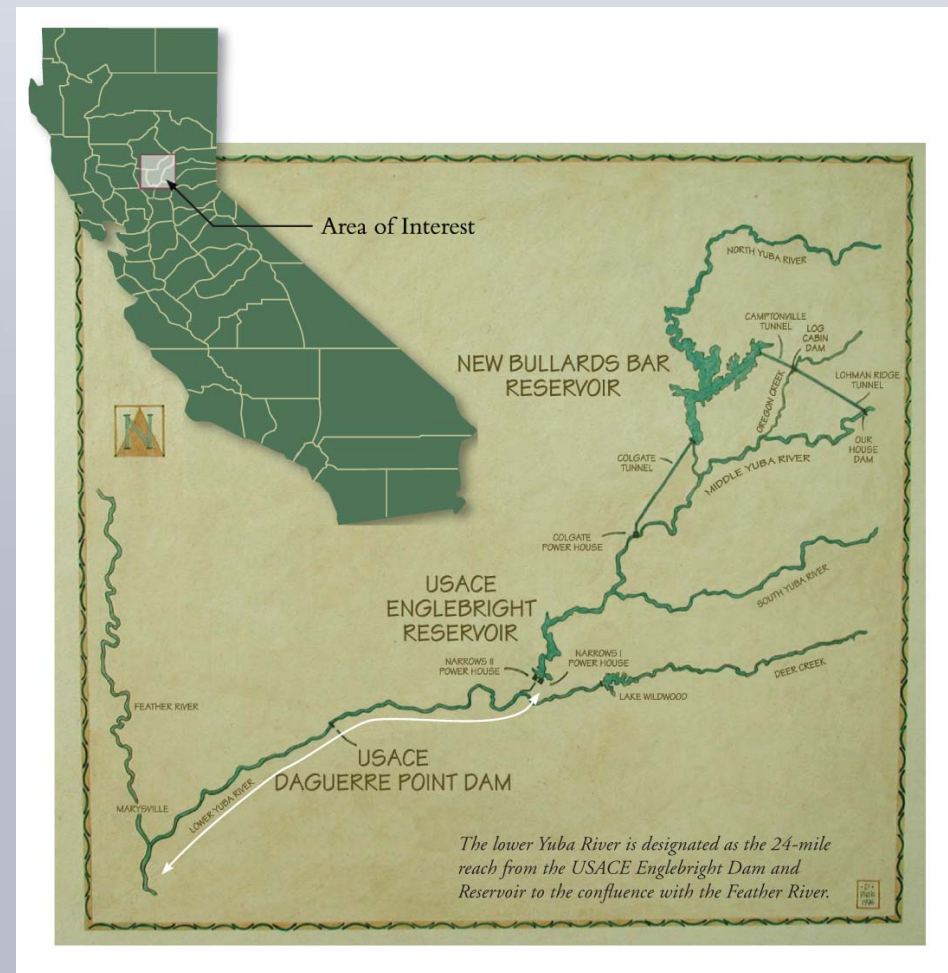 Area of Interest
NORTH YUBA RIVER
CAMPTONVILLE
TUNNEL
LOG
CABIN
DAM
NEW BULLARDS BAR
RESERVOIR
LOHMAN RIDGE
TUNNEL
OREGON CREEK
N
OUR
HOUSE
DAM
COLGATE
TUNNEL
MIDDLE YUBA RIVER
COLGATE
POWER HOUSE
USACE
ENGLEBRIGHT
RESERVOIR
SOUTH YUBA RIVER
NARROWS II
POWER HOUSE
NARROWS I
POWER HOUSE
DEER CREEK
LAKE WILDWOOD
FEATHER RIVER
USACE
DAGUERRE POINT DAM
MARYSVILLE
LOWER YUBA RIVER
The lower Yuba River is designated as the 24-mile
reach from the USACE Englebright Dam and
Reservoir to the confluence with the Feather River.